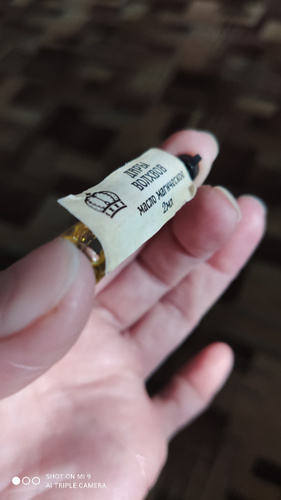 ДАРЫ
ВОЛХВОВ
МАСЛО МАГИЧЕСКОЕ
2мл
SHOT ON MI 9
AI TRIPLE CAMERA